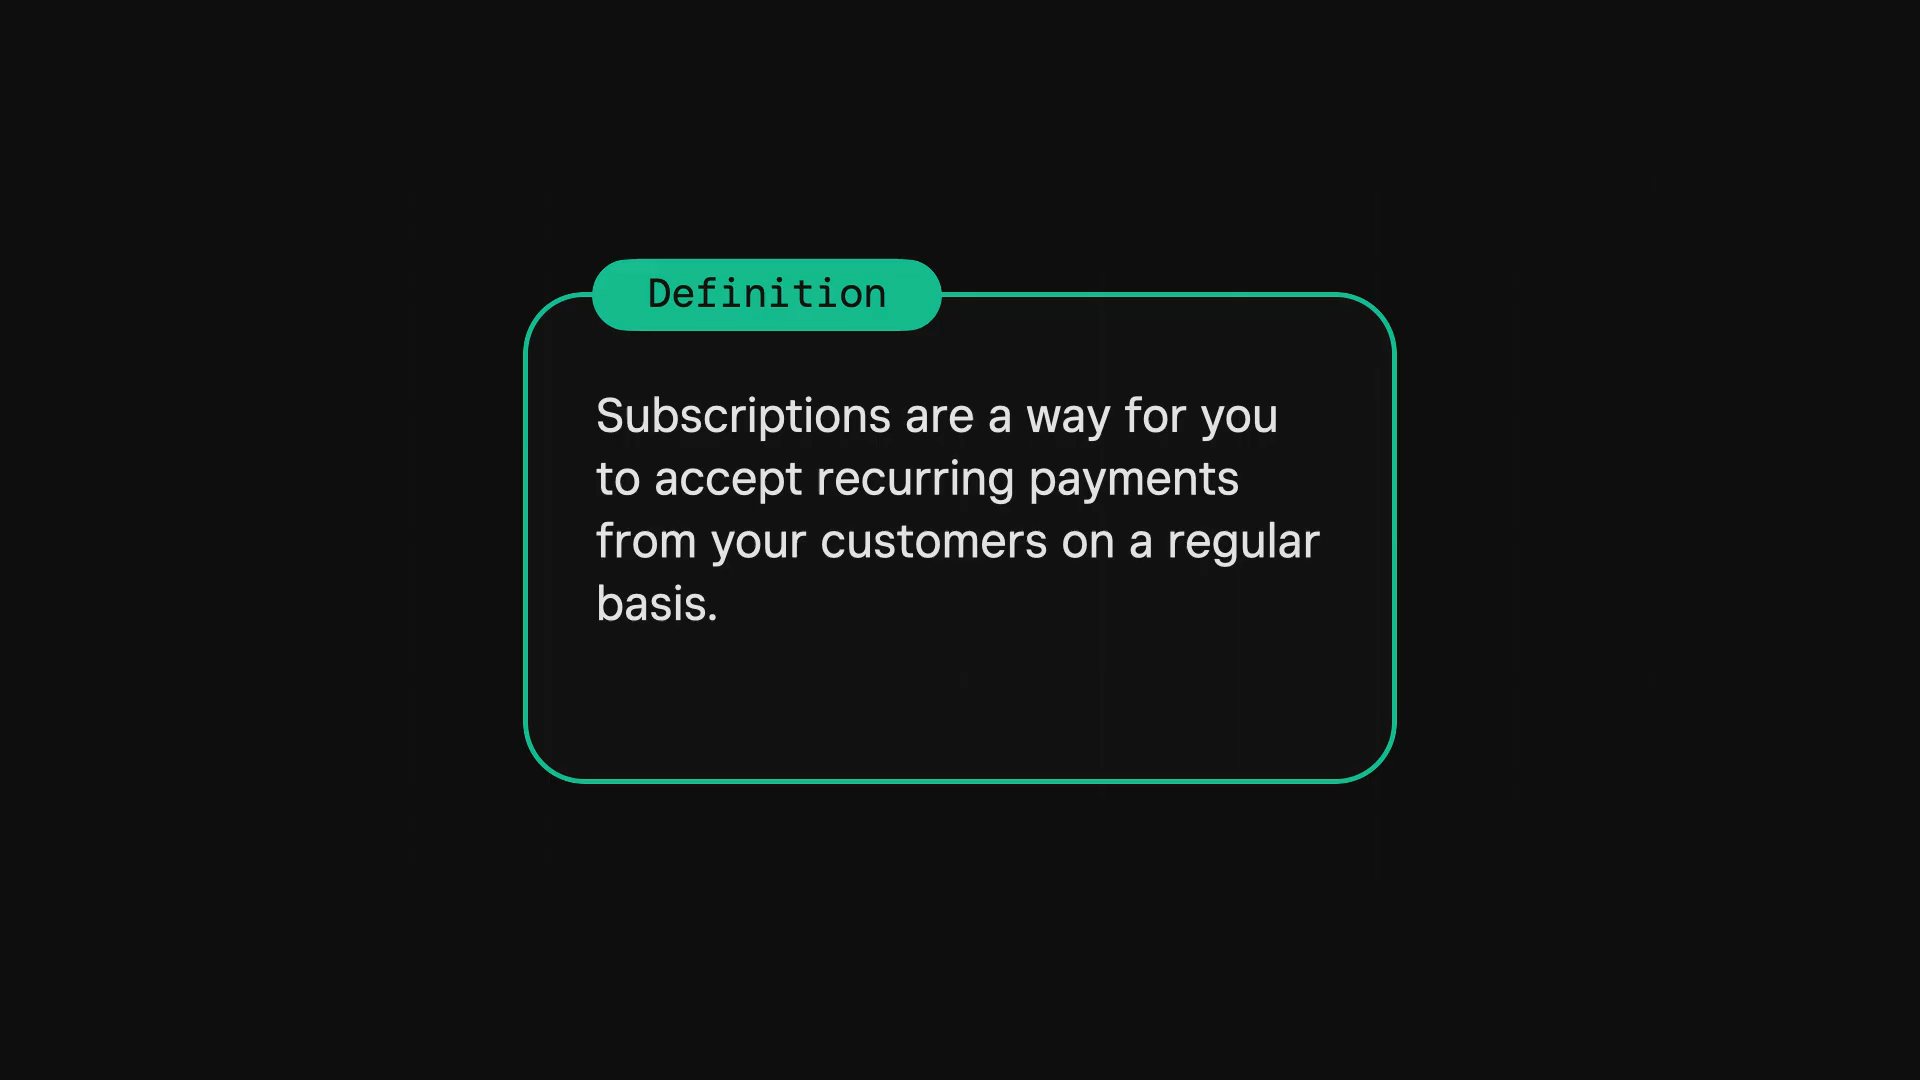 Definition
Subscriptions are a way for you
to accept recurring payments
from your customers on a regular
basis.